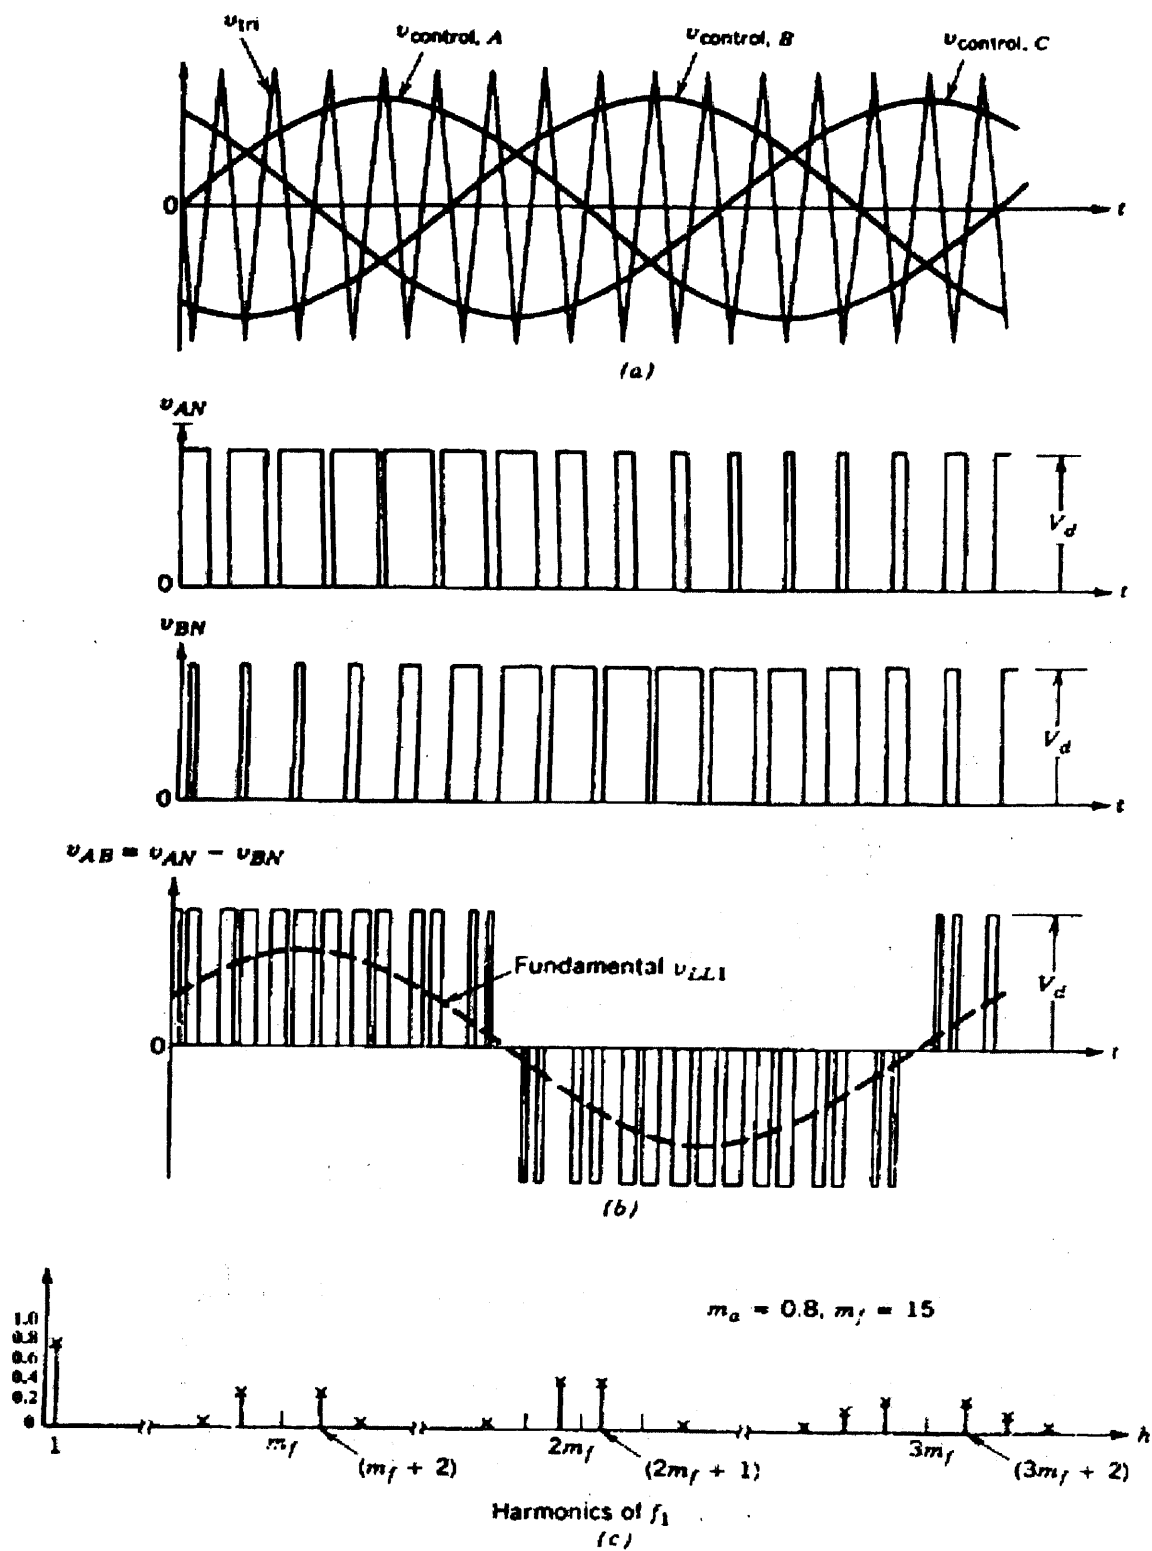 v_tri v_control, A v_control, B v_control, C
0 t
(a)
v_AN
V_d
0 t
v_BN
V_d
0 t
v_AB = v_AN − v_BN
Fundamental v_LL1
V_d
0 t
(b)
m_a = 0.8, m_f = 15
1.0
0.8
0.6
0.4
0.2
0
1 m_f 2m_f 3m_f h
(m_f + 2) (2m_f + 1) (3m_f + 2)
Harmonics of f_1
(c)